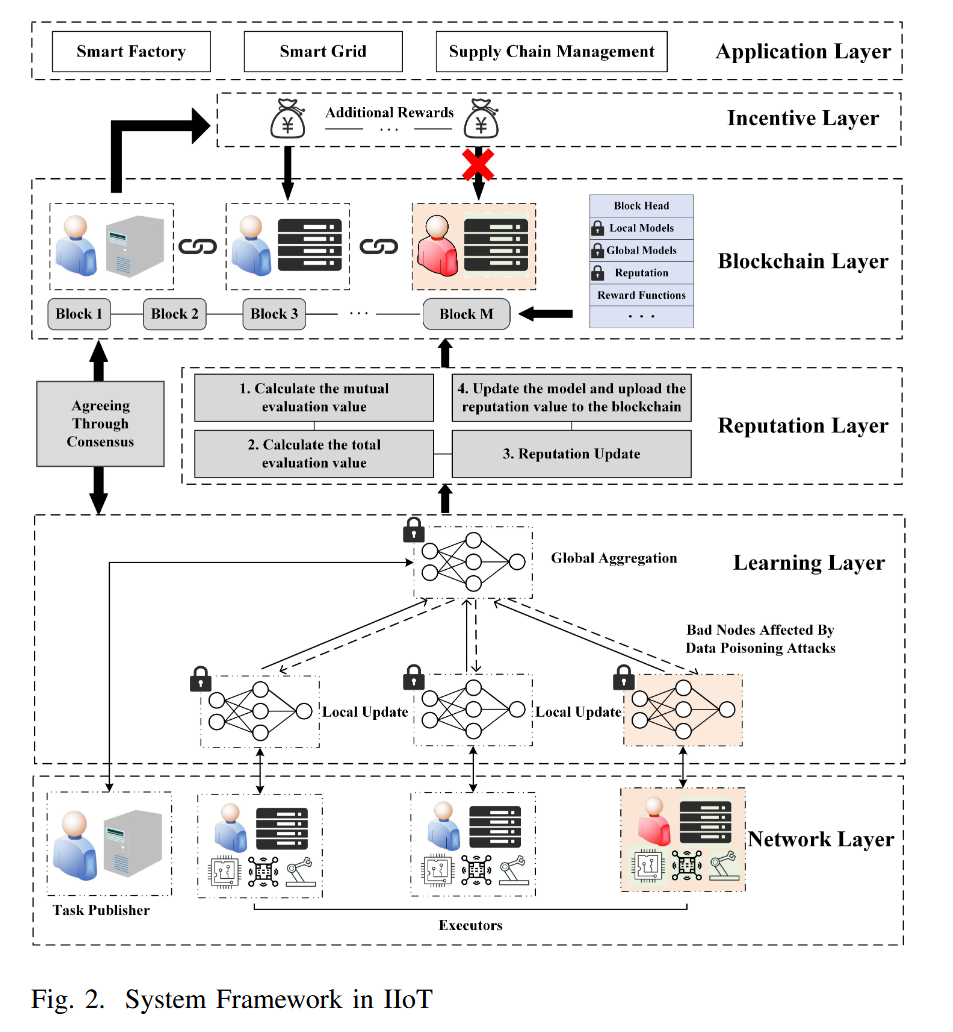 Smart Factory
Smart Grid
Supply Chain Management
Application Layer
Additional Rewards
¥
· · ·
¥
Incentive Layer
Block Head
Local Models
Global Models
Reputation
Reward Functions
· · ·
Blockchain Layer
Block 1
Block 2
Block 3
· · ·
Block M
Agreeing
Through
Consensus
1. Calculate the mutual
evaluation value
4. Update the model and upload the
reputation value to the blockchain
2. Calculate the total
evaluation value
3. Reputation Update
Reputation Layer
Global Aggregation
Learning Layer
Bad Nodes Affected By
Data Poisoning Attacks
Local Update
Local Update
Network Layer
Task Publisher
Executors
Fig. 2. System Framework in IIoT